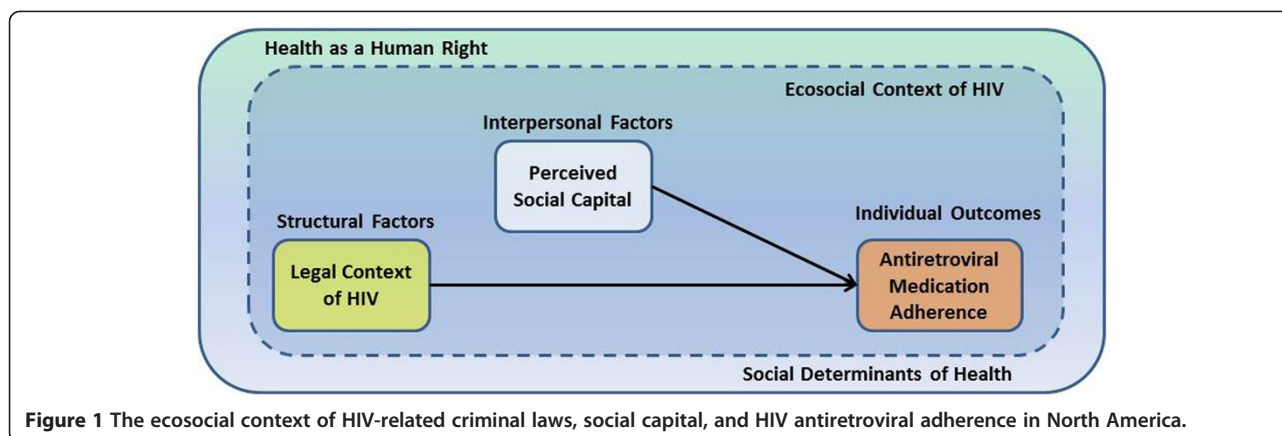 Health as a Human Right
Ecosocial Context of HIV
Interpersonal Factors
Perceived
Social Capital
Structural Factors
Individual Outcomes
Legal Context
of HIV
Antiretroviral
Medication
Adherence
Social Determinants of Health
Figure 1 The ecosocial context of HIV-related criminal laws, social capital, and HIV antiretroviral adherence in North America.